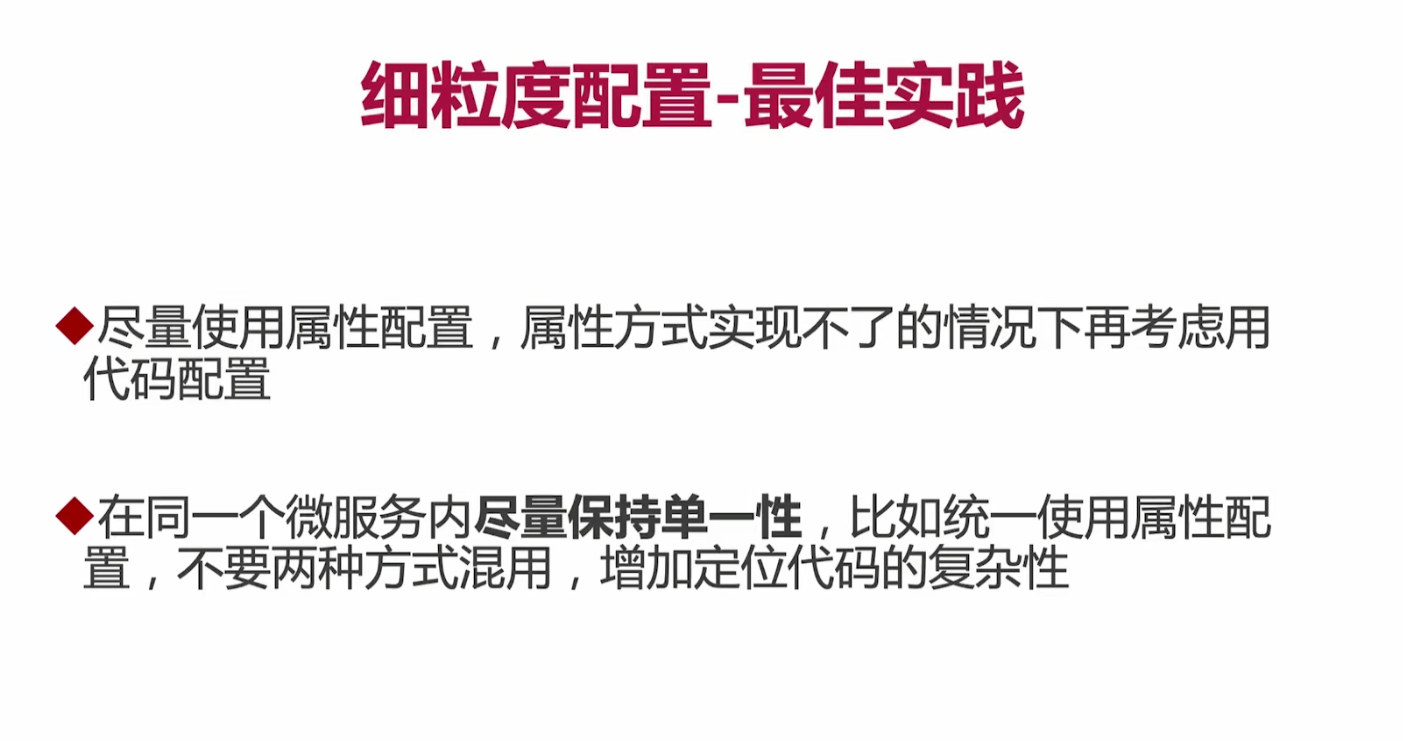 细粒度配置-最佳实践
◆尽量使用属性配置，属性方式实现不了的情况下再考虑用
代码配置
◆在同一个微服务内尽量保持单一性，比如统一使用属性配
置，不要两种方式混用，增加定位代码的复杂性